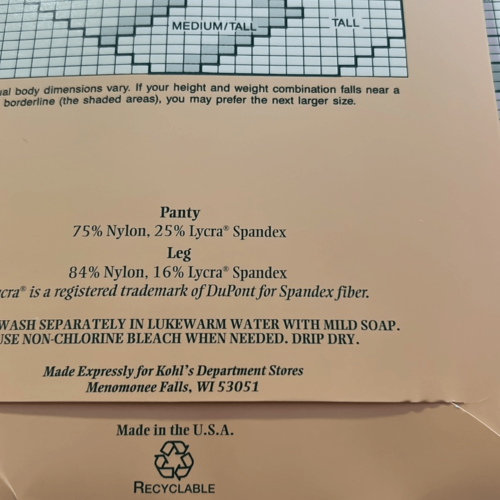 MEDIUM/TALL
TALL
body dimensions vary. If your height and weight combination falls near a
borderline (the shaded areas), you may prefer the next larger size.
Panty
75% Nylon, 25% Lycra® Spandex
Leg
84% Nylon, 16% Lycra® Spandex
is a registered trademark of DuPont for Spandex fiber.
WASH SEPARATELY IN LUKEWARM WATER WITH MILD SOAP.
USE NON-CHLORINE BLEACH WHEN NEEDED. DRIP DRY.
Made Expressly for Kohl's Department Stores
Menomonee Falls, WI 53051
Made in the U.S.A.
RECYCLABLE